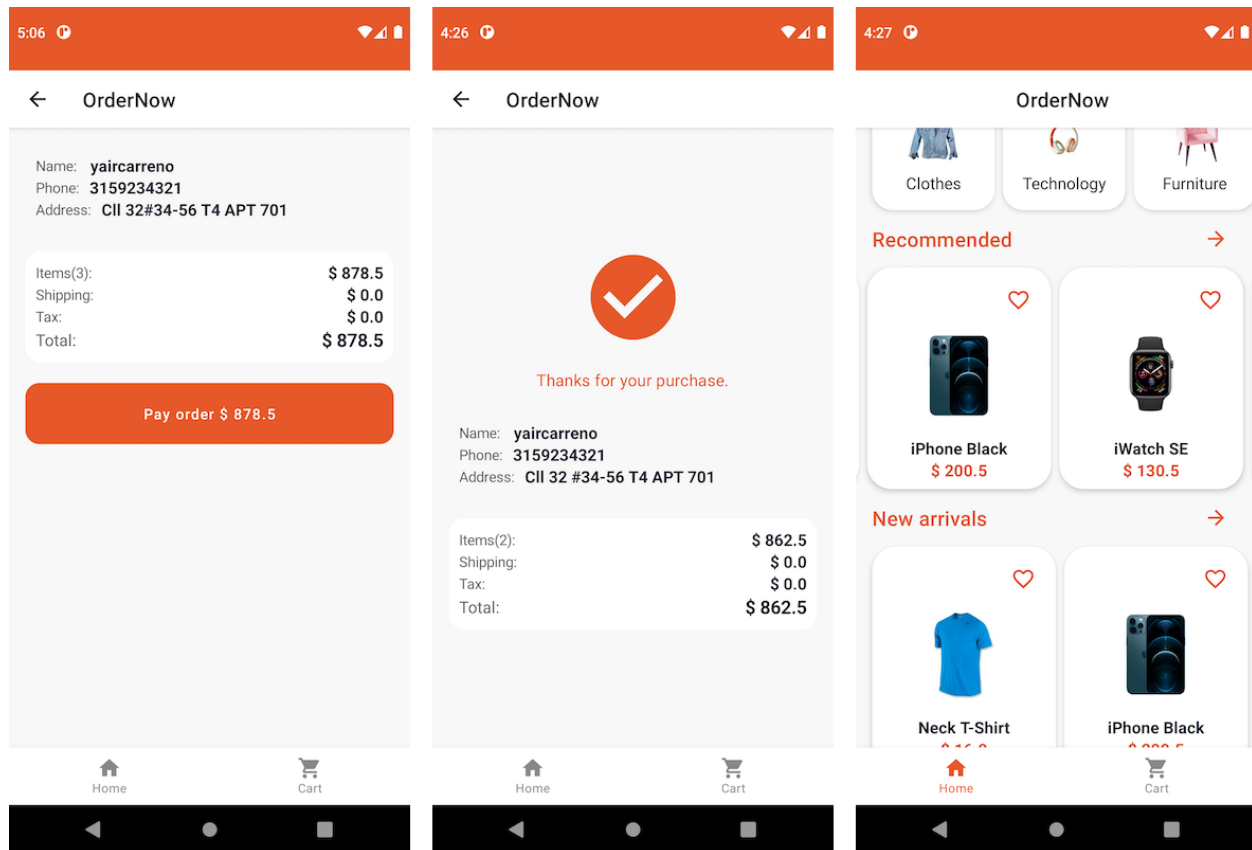 5:06
OrderNow
Name: yaircarreno
Phone: 3159234321
Address: Cll 32#34-56 T4 APT 701
Items(3): $ 878.5
Shipping: $ 0.0
Tax: $ 0.0
Total: $ 878.5
Pay order $ 878.5
Home Cart
4:26
OrderNow
Thanks for your purchase.
Name: yaircarreno
Phone: 3159234321
Address: Cll 32 #34-56 T4 APT 701
Items(2): $ 862.5
Shipping: $ 0.0
Tax: $ 0.0
Total: $ 862.5
Home Cart
4:27
OrderNow
Clothes Technology Furniture
Recommended
iPhone Black iWatch SE
$ 200.5 $ 130.5
New arrivals
Neck T-Shirt iPhone Black
Home Cart